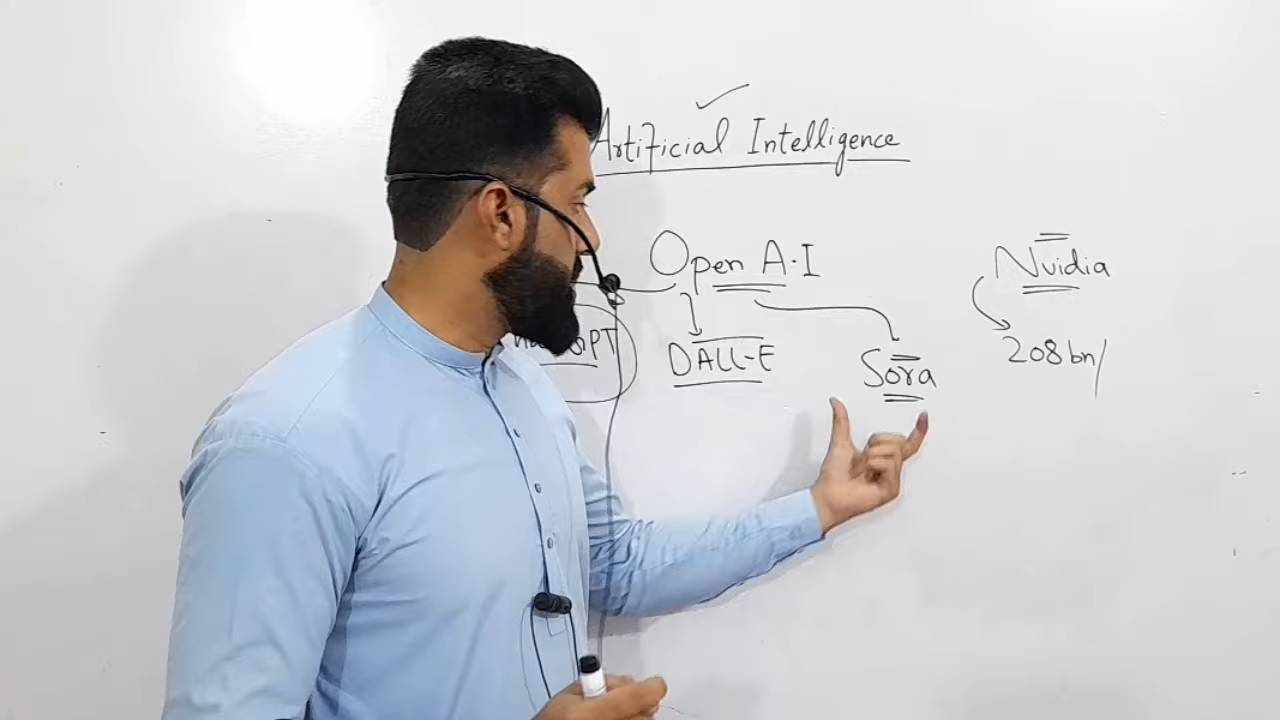 Artificial Intelligence
Open A.I
Nvidia
DALL-E
Sora
208 bn/